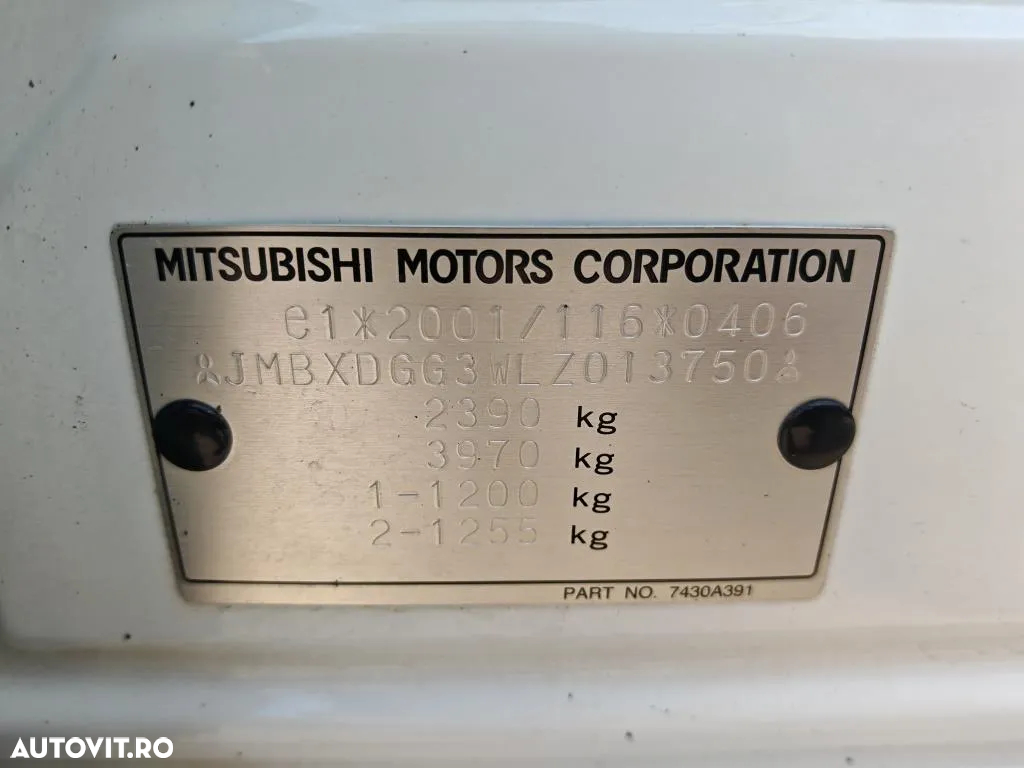 MITSUBISHI MOTORS CORPORATION
e1*2001/116*0406
JMBXDGG3WLZ013750
2390 kg
3970 kg
1-1200 kg
2-1255 kg
PART NO. 7430A391
AUTOVIT.RO